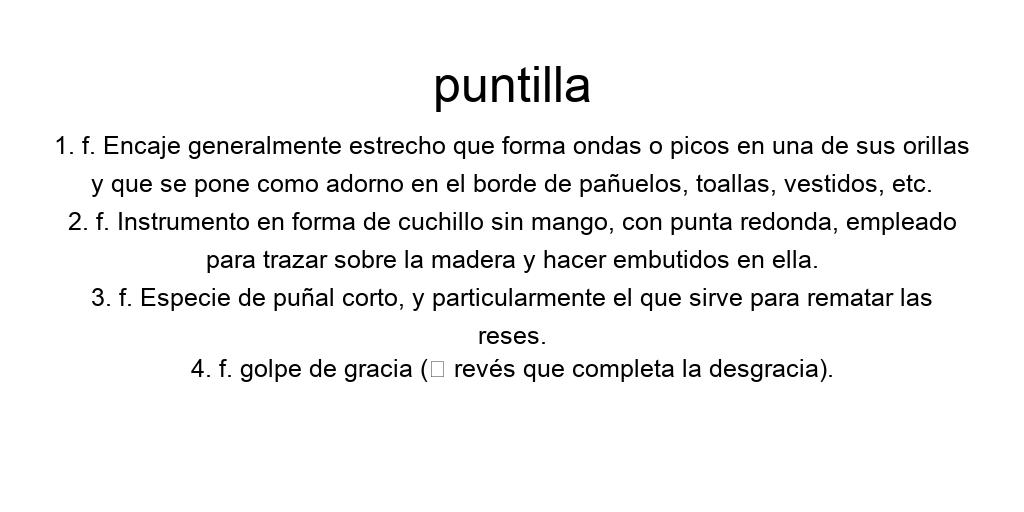 puntilla
1. f. Encaje generalmente estrecho que forma ondas o picos en una de sus orillas
y que se pone como adorno en el borde de pañuelos, toallas, vestidos, etc.
2. f. Instrumento en forma de cuchillo sin mango, con punta redonda, empleado
para trazar sobre la madera y hacer embutidos en ella.
3. f. Especie de puñal corto, y particularmente el que sirve para rematar las
reses.
4. f. golpe de gracia (▯ revés que completa la desgracia).